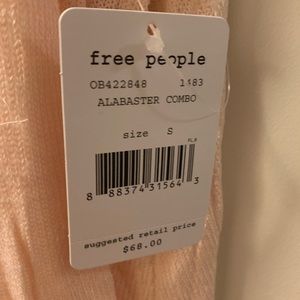 free people
OB422848 1483
ALABASTER COMBO
size S
8 88374 31564 3
suggested retail price
$68.00